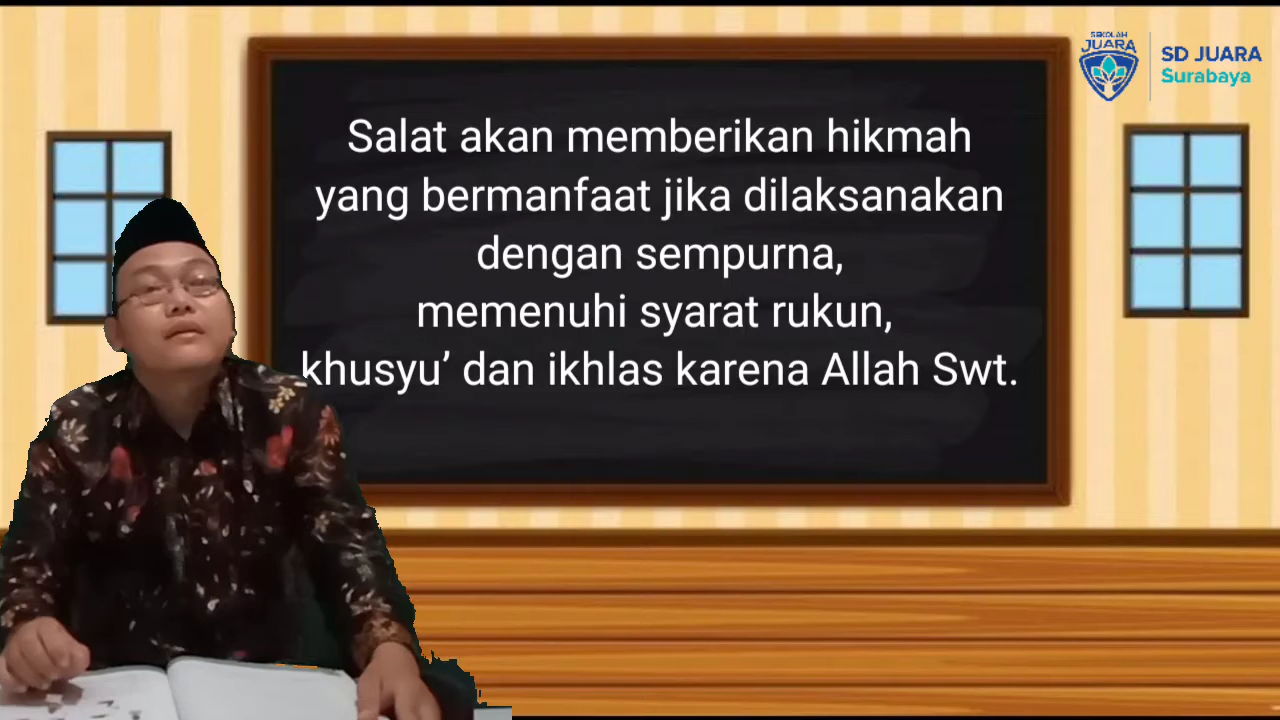 SEKOLAH
JUARA
SD JUARA
Surabaya
Salat akan memberikan hikmah
yang bermanfaat jika dilaksanakan
dengan sempurna,
memenuhi syarat rukun,
khusyu’ dan ikhlas karena Allah Swt.